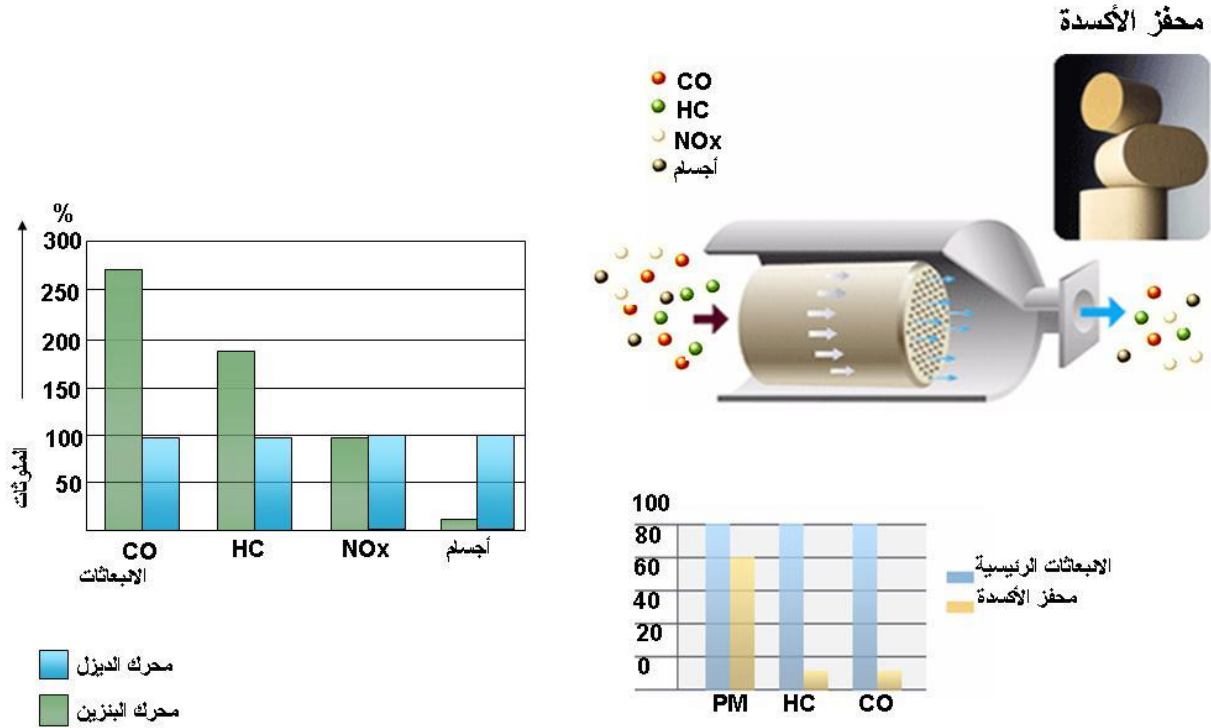 محفز الأكسدة
CO
HC
NOx
أجسام
%
300
250
200
150
100
50
الملوثات
CO
HC
NOx
أجسام
الانبعاثات
محرك الديزل
محرك البنزين
100
80
60
40
20
0
PM
HC
CO
الانبعاثات الرئيسية
محفز الأكسدة